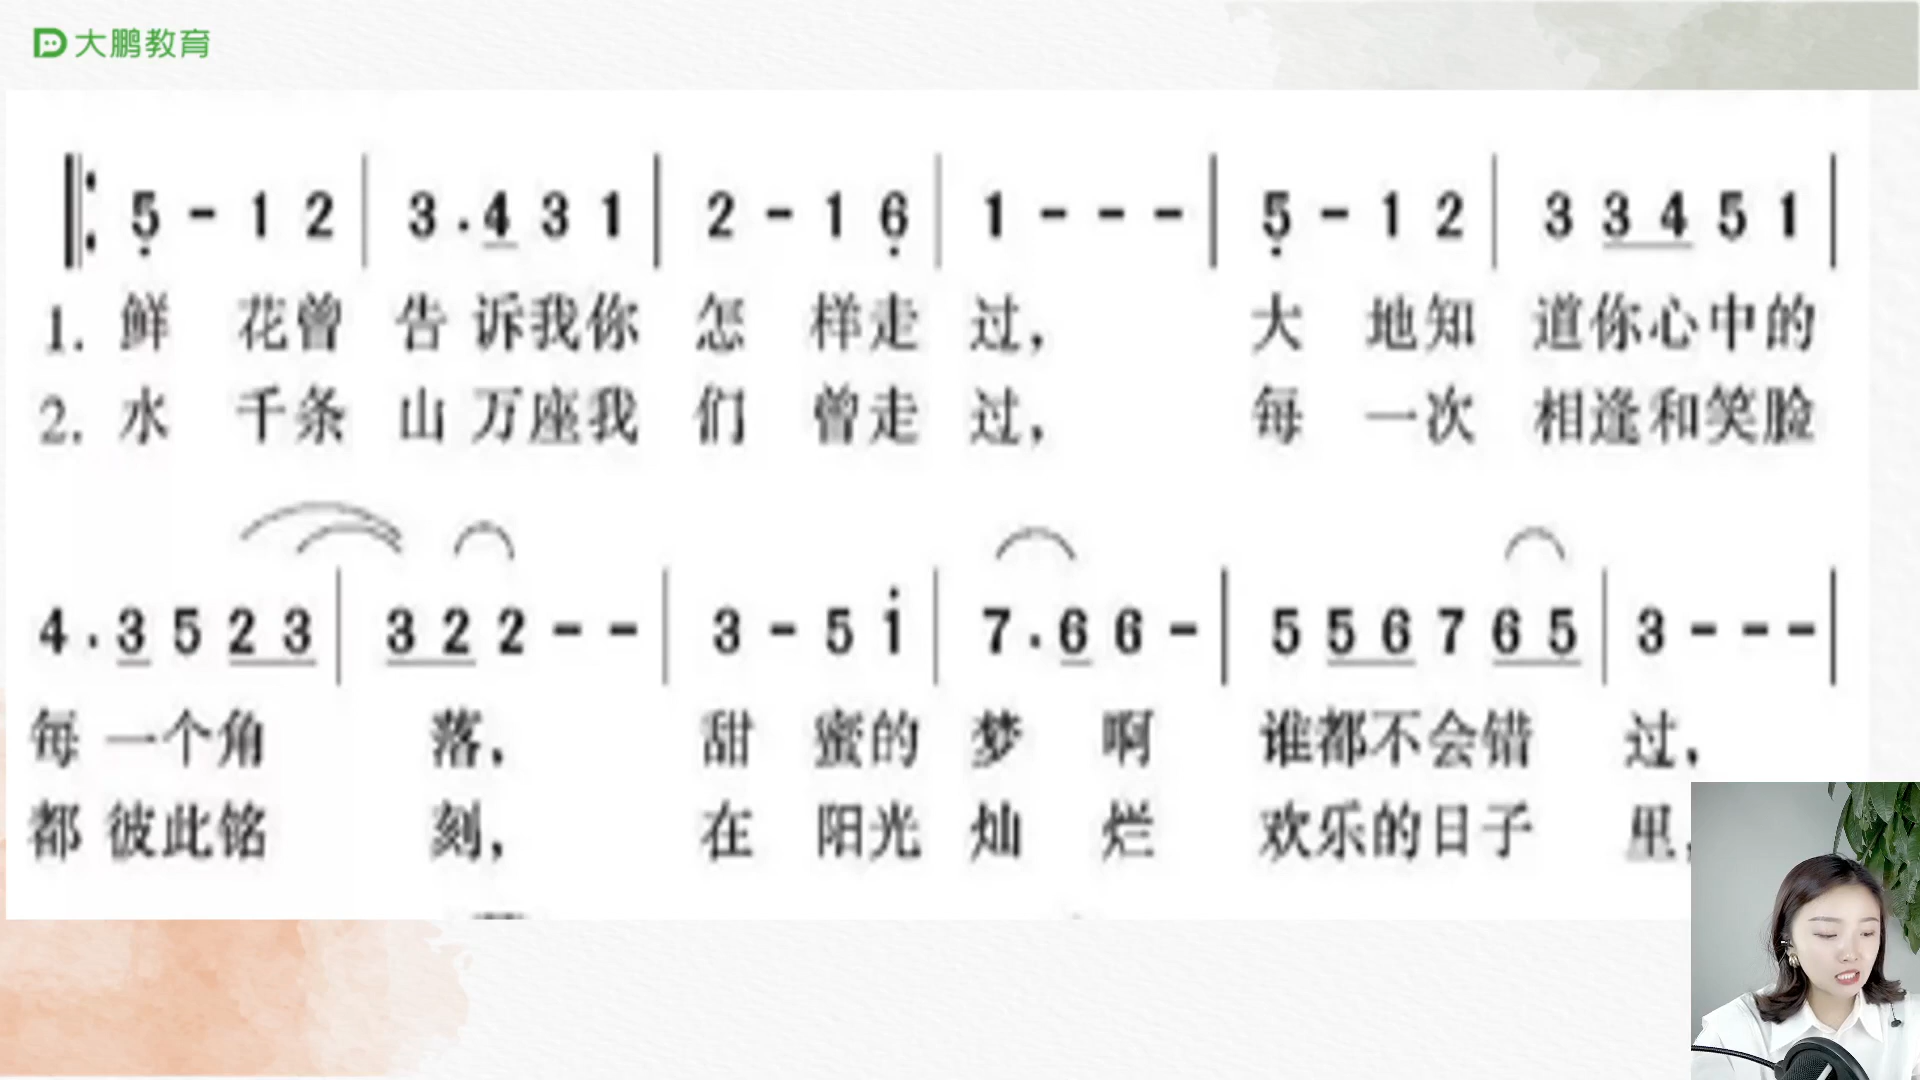 大鹏教育
5 - 1 2 | 3 . 4 3 1 | 2 - 1 6 | 1 - - - | 5 - 1 2 | 3 3 4 5 1 |
1. 鲜 花曾 告 诉我你 怎 样走 过， 大 地知 道你心中的
2. 水 千条 山 万座我 们 曾走 过， 每 一次 相逢和笑脸
4 . 3 5 2 3 | 3 2 2 - - | 3 - 5 1 | 7 . 6 6 - | 5 5 6 7 6 5 | 3 - - - |
每 一个角 落， 甜 蜜的 梦 啊 谁都不会错 过，
都 彼此铭 刻， 在 阳光 灿 烂 欢乐的日子 里，